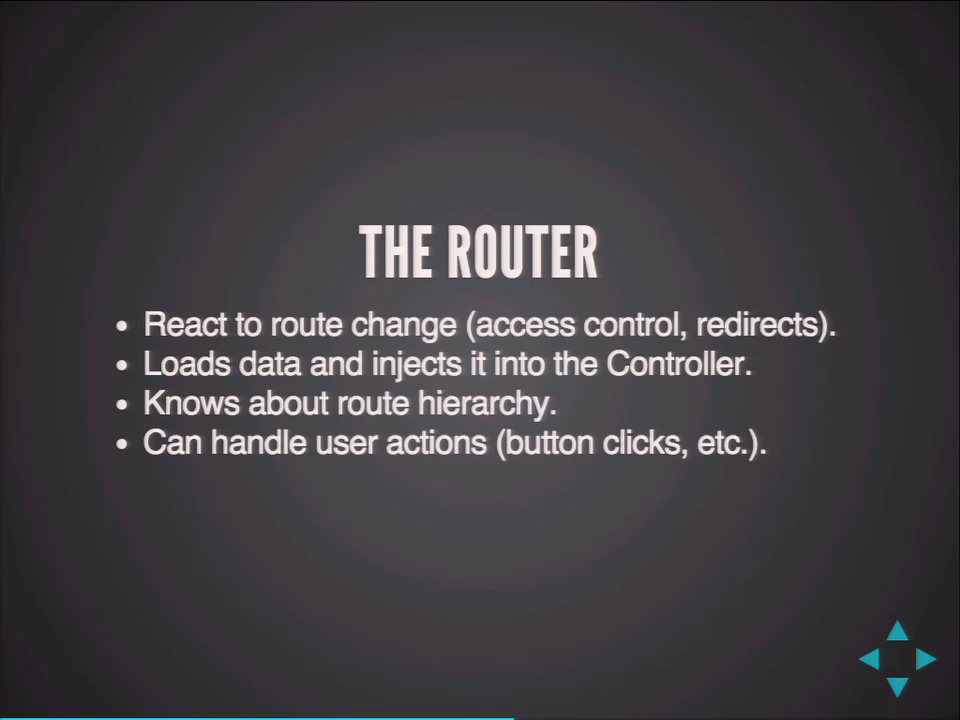 THE ROUTER
• React to route change (access control, redirects).
• Loads data and injects it into the Controller.
• Knows about route hierarchy.
• Can handle user actions (button clicks, etc.).